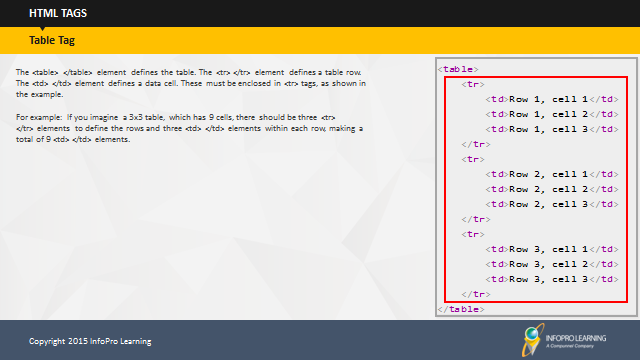 HTML TAGS
Table Tag
The <table> </table> element defines the table. The <tr> </tr> element defines a table row.
The <td> </td> element defines a data cell. These must be enclosed in <tr> tags, as shown in
the example.
For example: If you imagine a 3x3 table, which has 9 cells, there should be three <tr>
</tr> elements to define the rows and three <td> </td> elements within each row, making a
total of 9 <td> </td> elements.
<table>
<tr>
<td>Row 1, cell 1</td>
<td>Row 1, cell 2</td>
<td>Row 1, cell 3</td>
</tr>
<tr>
<td>Row 2, cell 1</td>
<td>Row 2, cell 2</td>
<td>Row 2, cell 3</td>
</tr>
<tr>
<td>Row 3, cell 1</td>
<td>Row 3, cell 2</td>
<td>Row 3, cell 3</td>
</tr>
</table>
Copyright 2015 InfoPro Learning
INFOPRO LEARNING
A Compunnel Company